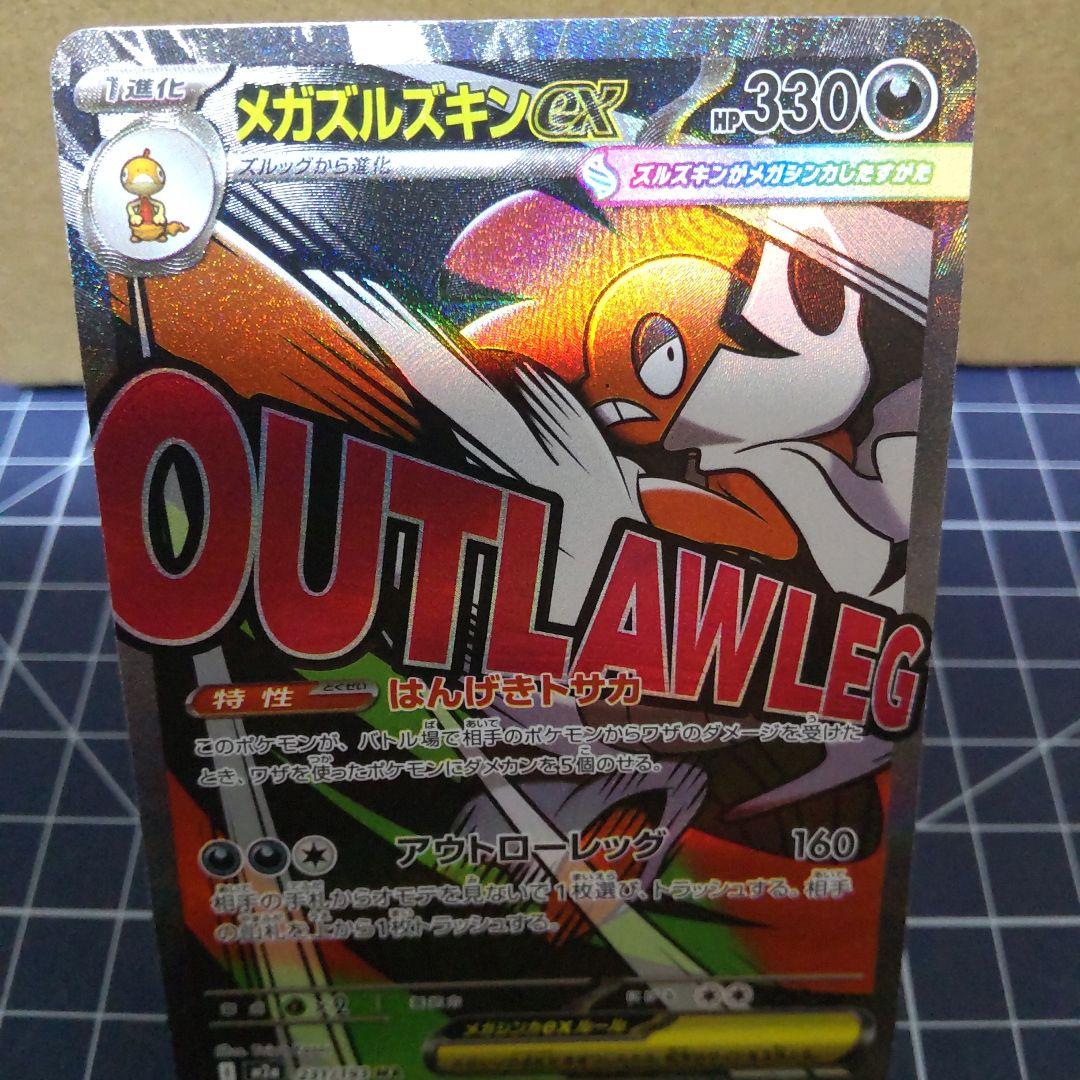 1進化
メガズルズキンex
HP330
ズルッグから進化
ズルズキンがメガシンカしたすがた
OUTLAWLEG
特性 とくせい はんげきトサカ
このポケモンが、バトル場で相手のポケモンからワザのダメージを受けた
とき、ワザを使ったポケモンにダメカンを5個のせる。
アウトローレッグ 160
相手の手札からオモテを見ないで1枚選び、トラッシュする。相手
の山札を上から1枚トラッシュする。
×2
メガシンカexルール
MA